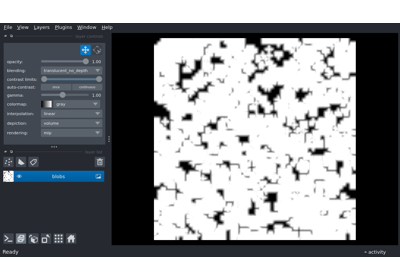 File View Layers Plugins Window Help
opacity: 1.00
blending: translucent_no_depth
contrast limits:
auto-contrast: once continuous
gamma: 1.00
colormap: gray
interpolation: linear
depiction: volume
rendering: mip
blobs
Ready activity